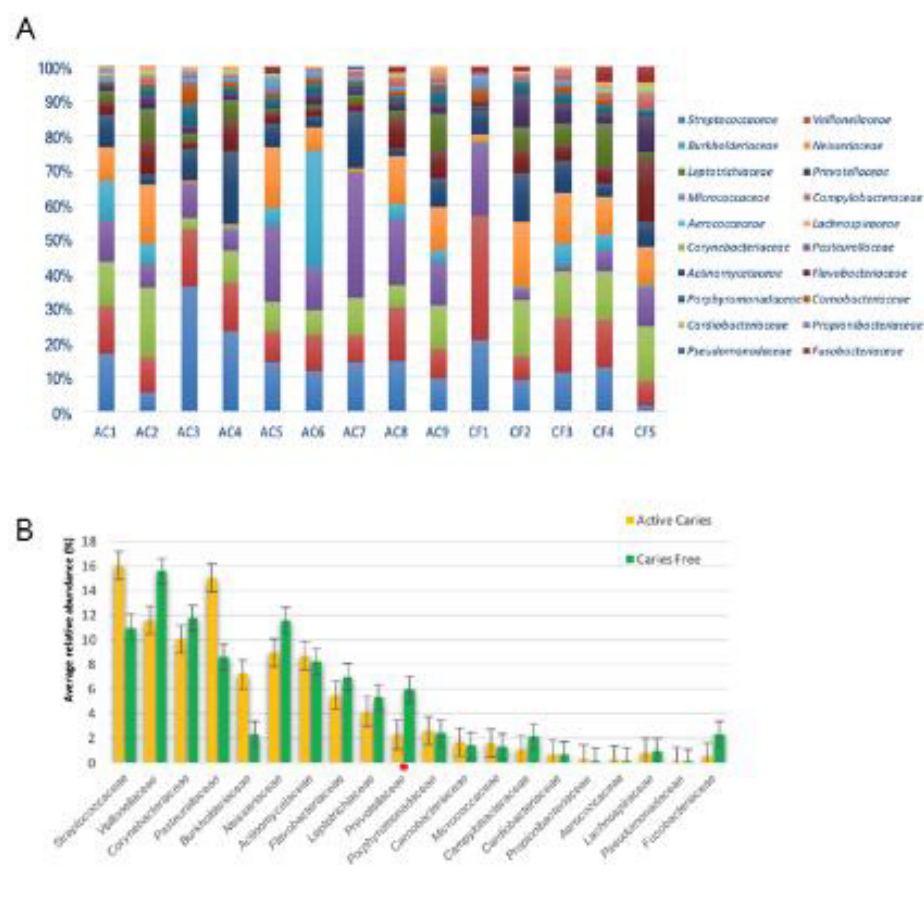 A
100%
90%
80%
70%
60%
50%
40%
30%
20%
10%
0%
AC1 AC2 AC3 AC4 AC5 AC6 AC7 AC8 AC9 CF1 CF2 CF3 CF4 CF5
Streptococcaceae Veillonellaceae
Burkholderiaceae Neisseriaceae
Leptotrichiaceae Prevotellaceae
Micrococcaceae Campylobacteraceae
Aerococcaceae Lachnospiraceae
Corynebacteriaceae Pasteurellaceae
Actinomycetaceae Flavobacteriaceae
Porphyromonadaceae
Cardiobacteriaceae Propionibacteriaceae
Pseudomonadaceae Fusobacteriaceae
B
Active Caries
Caries Free
Average relative abundance (%)
18
16
14
12
10
8
6
4
2
0
Streptococcaceae
Veillonellaceae
Corynebacteriaceae
Pasteurellaceae
Burkholderiaceae
Neisseriaceae
Actinomycetaceae
Flavobacteriaceae
Leptotrichiaceae
Prevotellaceae
Porphyromonadaceae
Micrococcaceae
Campylobacteraceae
Cardiobacteriaceae
Propionibacteriaceae
Aerococcaceae
Lachnospiraceae
Pseudomonadaceae
Fusobacteriaceae